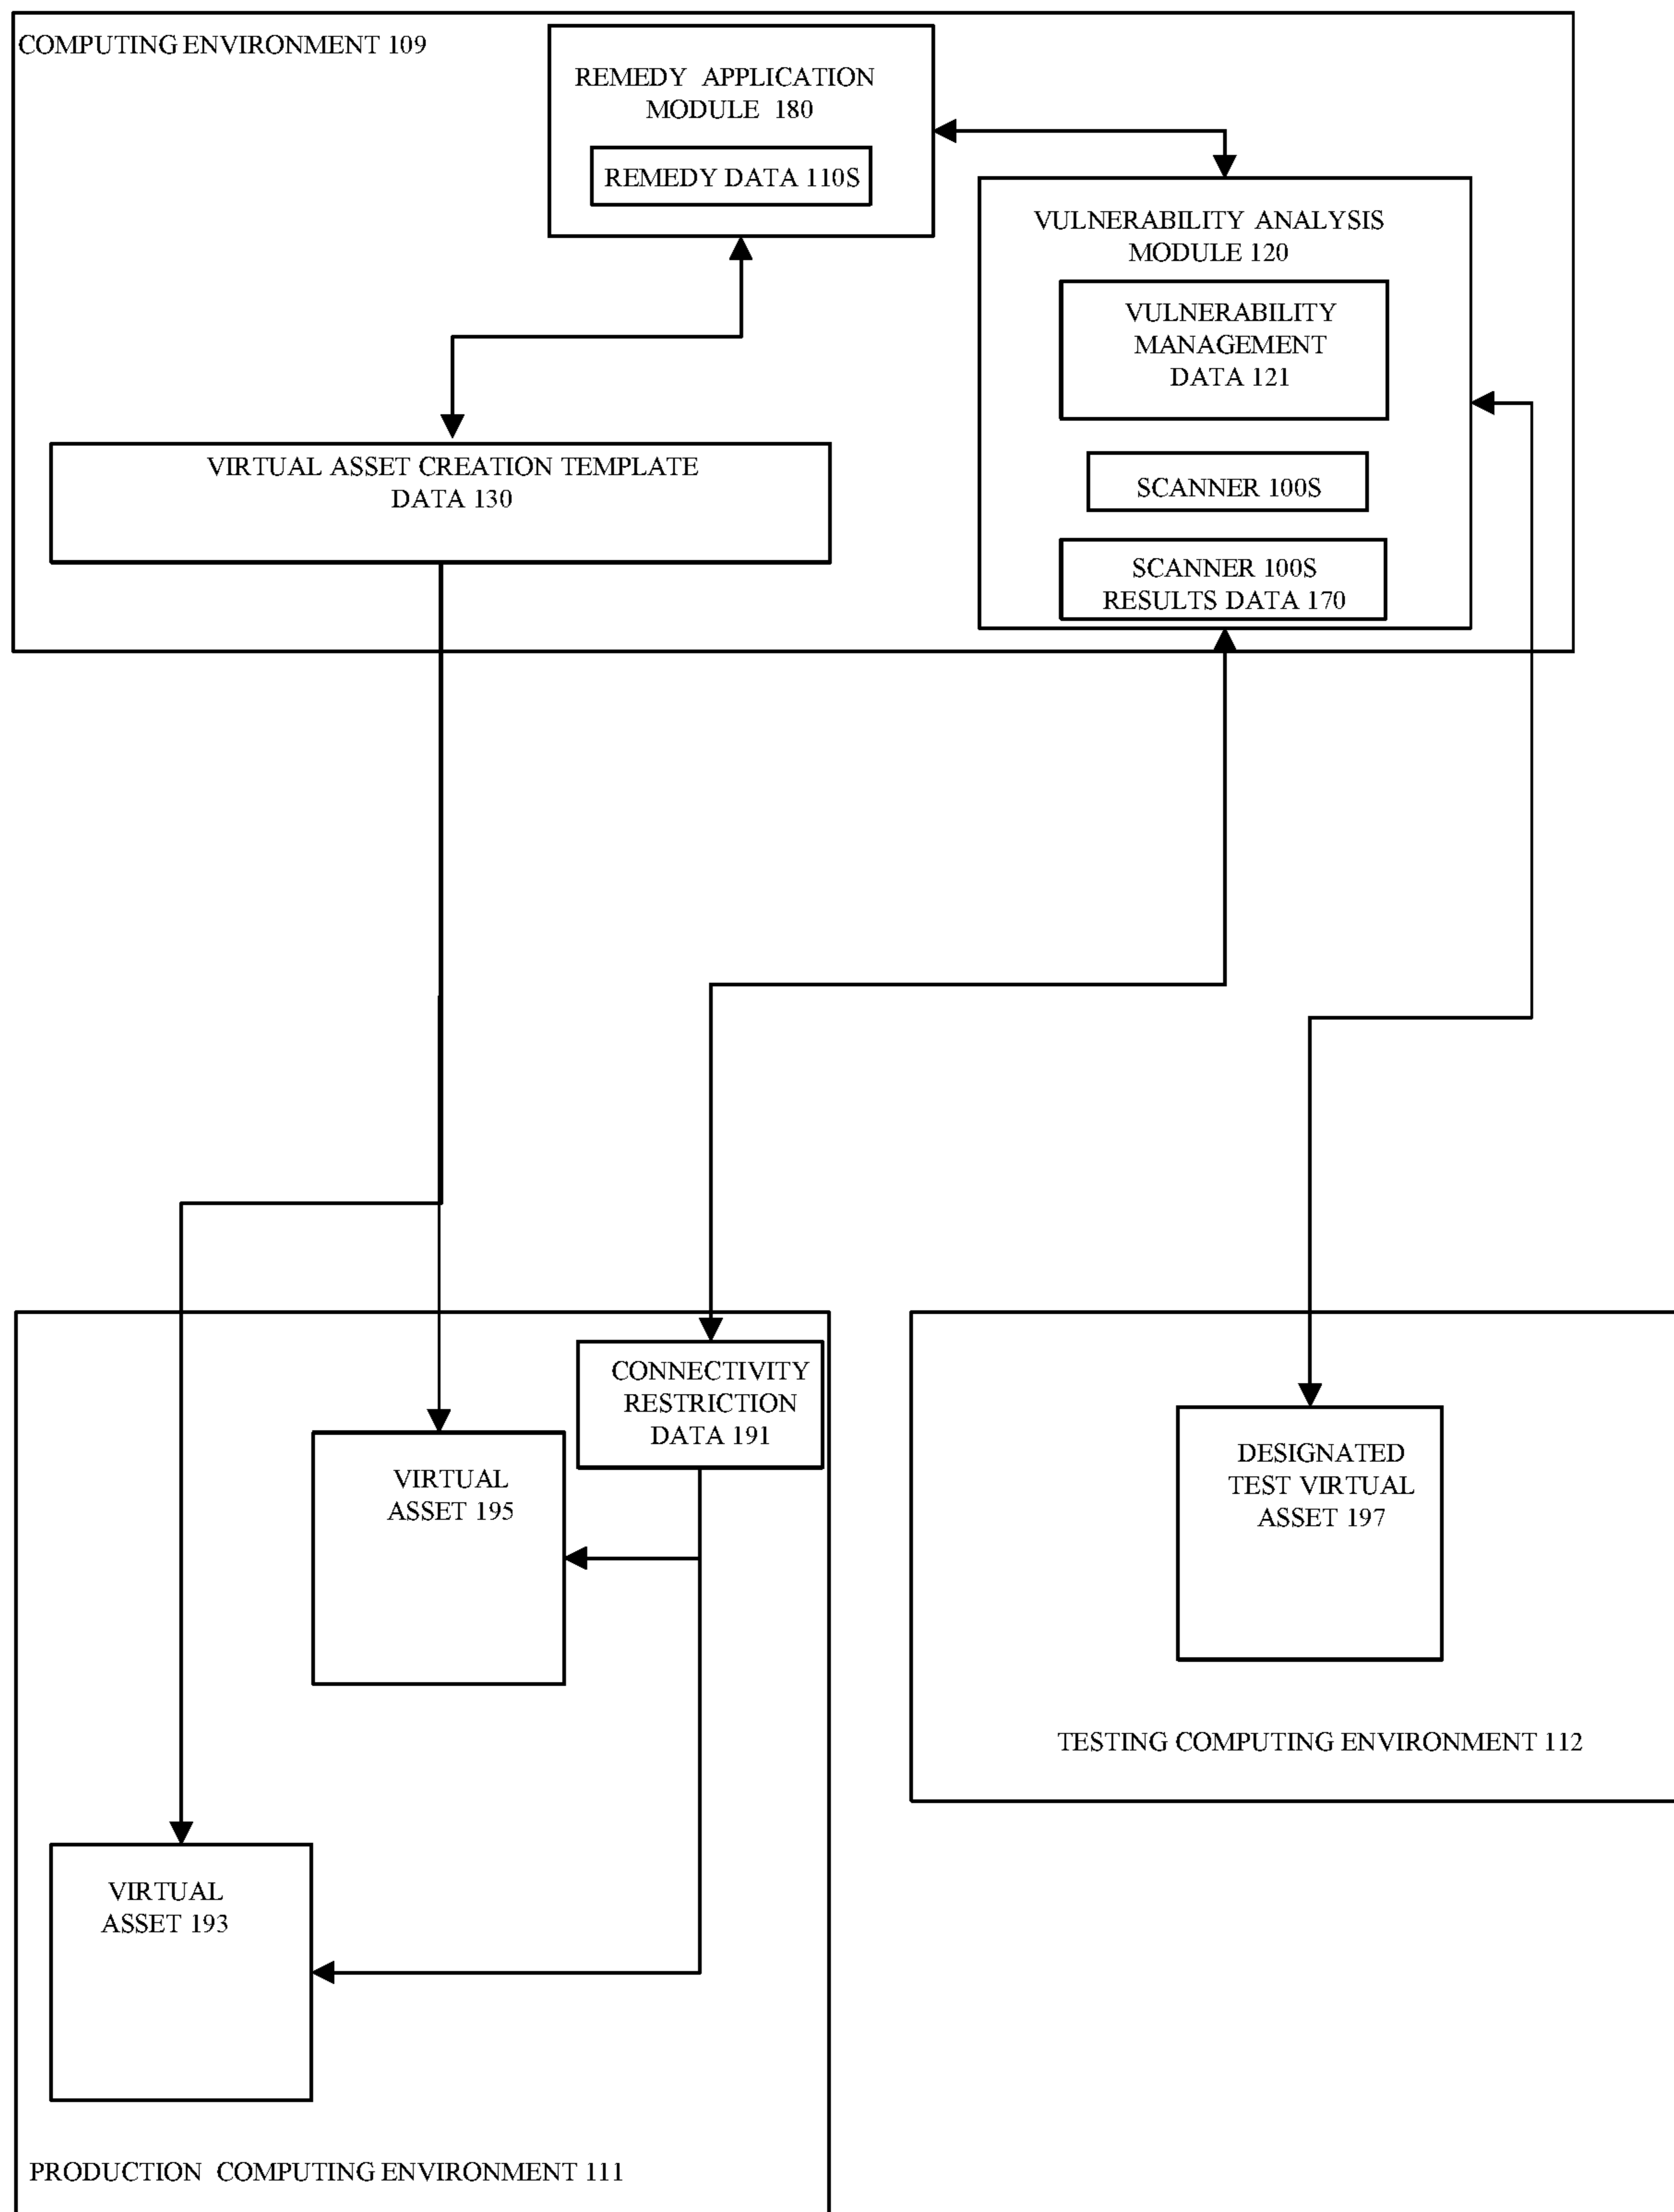 COMPUTING ENVIRONMENT 109
REMEDY APPLICATION
MODULE 180
REMEDY DATA 110S
VULNERABILITY ANALYSIS
MODULE 120
VULNERABILITY
MANAGEMENT
DATA 121
SCANNER 100S
SCANNER 100S
RESULTS DATA 170
VIRTUAL ASSET CREATION TEMPLATE
DATA 130
CONNECTIVITY
RESTRICTION
DATA 191
VIRTUAL
ASSET 195
DESIGNATED
TEST VIRTUAL
ASSET 197
TESTING COMPUTING ENVIRONMENT 112
VIRTUAL
ASSET 193
PRODUCTION COMPUTING ENVIRONMENT 111